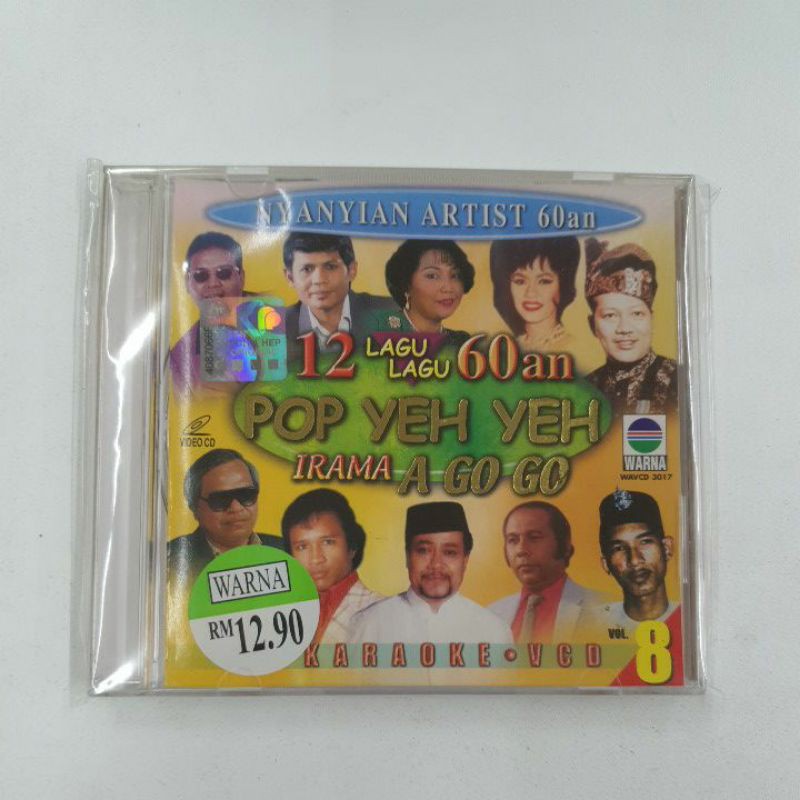 NYANYIAN ARTIST 60an
12 LAGU LAGU 60an
POP YEH YEH
IRAMA A GO GO
VIDEO CD
WARNA
WAVCD 3017
WARNA
RM 12.90
KARAOKE • VCD
VOL. 8